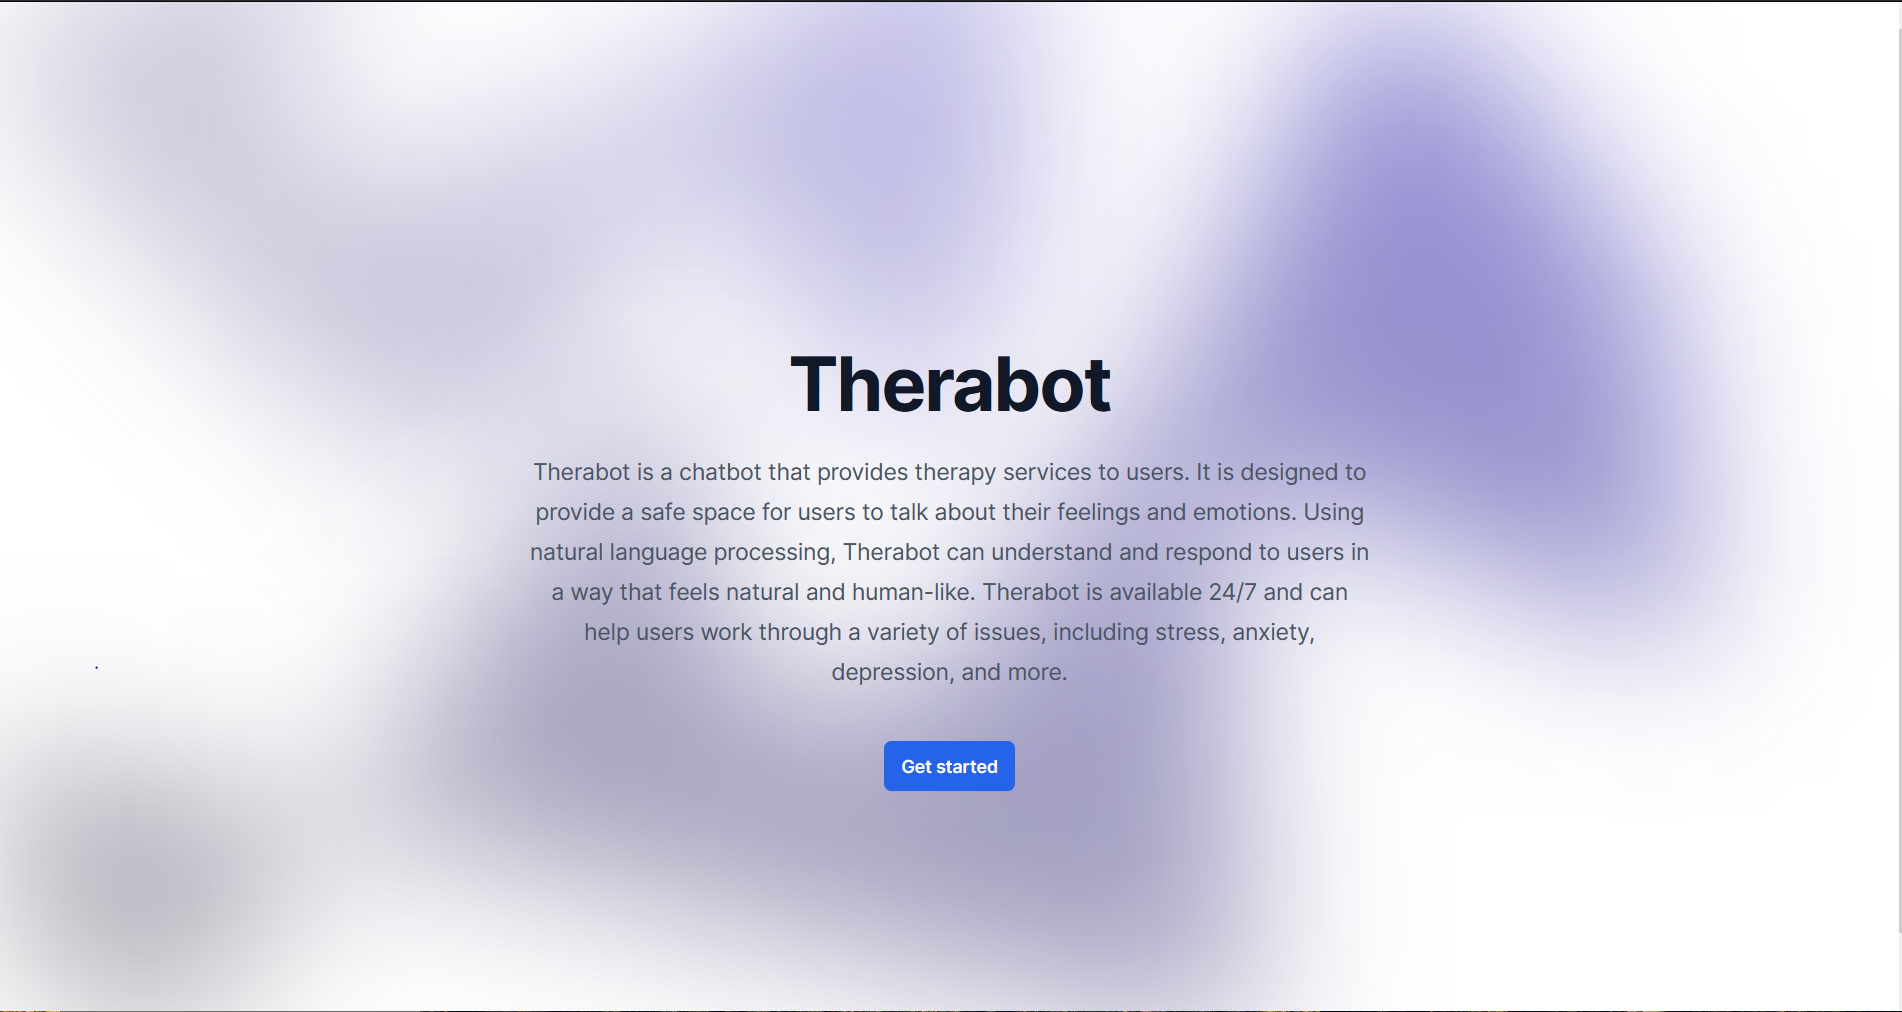 Therabot
Therabot is a chatbot that provides therapy services to users. It is designed to
provide a safe space for users to talk about their feelings and emotions. Using
natural language processing, Therabot can understand and respond to users in
a way that feels natural and human-like. Therabot is available 24/7 and can
help users work through a variety of issues, including stress, anxiety,
depression, and more.
Get started